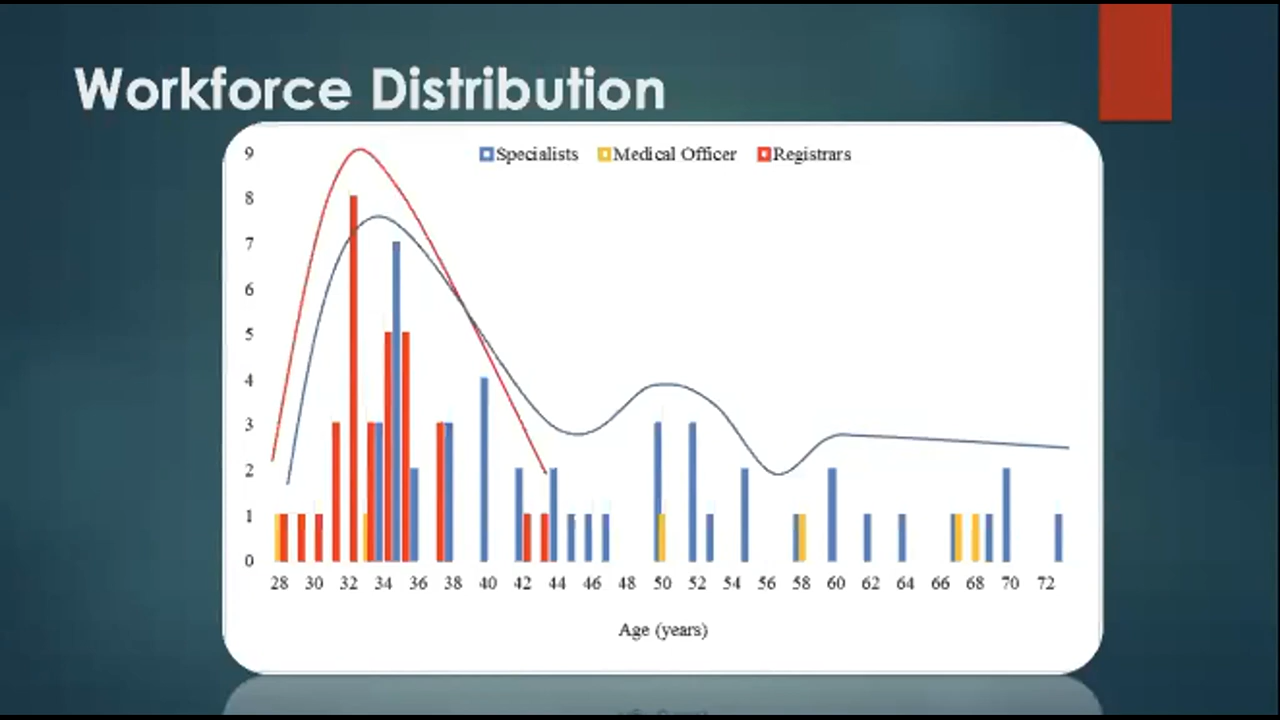 Workforce Distribution
Specialists Medical Officer Registrars
9
8
7
6
5
4
3
2
1
0
28 30 32 34 36 38 40 42 44 46 48 50 52 54 56 58 60 62 64 66 68 70 72
Age (years)